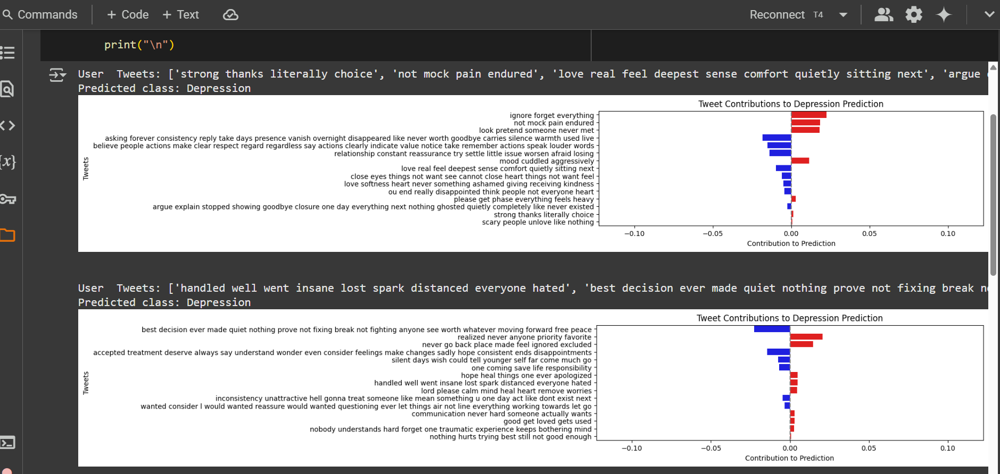 Commands + Code + Text Reconnect T4
print("\n")
User  Tweets: ['strong thanks literally choice', 'not mock pain endured', 'love real feel deepest sense comfort quietly sitting next', 'argue
Predicted class: Depression
Tweet Contributions to Depression Prediction
ignore forget everything
not mock pain endured
look pretend someone never met
asking forever consistency reply take days presence vanish overnight disappeared like never worth goodbye carries silence warmth used live
believe people actions make clear respect regard regardless say actions clearly indicate value notice take remember actions speak louder words
relationship constant reassurance try settle little issue worsen afraid losing
mood cuddled aggressively
love real feel deepest sense comfort quietly sitting next
close eyes things not want see cannot close heart things not want feel
love softness heart never something ashamed giving receiving kindness
ou end really disappointed think people not everyone heart
please get phase everything feels heavy
argue explain stopped showing goodbye closure one day everything next nothing ghosted quietly completely like never existed
strong thanks literally choice
scary people unlove like nothing
Tweets
−0.10 −0.05 0.00 0.05 0.10
Contribution to Prediction
User  Tweets: ['handled well went insane lost spark distanced everyone hated', 'best decision ever made quiet nothing prove not fixing break
Predicted class: Depression
Tweet Contributions to Depression Prediction
best decision ever made quiet nothing prove not fixing break not fighting anyone see worth whatever moving forward free peace
realized never anyone priority favorite
never go back place made feel ignored excluded
accepted treatment deserve always say understand wonder even consider feelings make changes sadly hope consistent ends disappointments
silent days wish could tell younger self far come much go
one coming save life responsibility
hope heal things one ever apologized
handled well went insane lost spark distanced everyone hated
lord please calm mind heal heart remove worries
inconsistency unattractive hell gonna treat someone like mean something u one day act like dont exist next
wanted consider I would wanted reassure would wanted questioning ever let things air not line everything working towards let go
communication never hard someone actually wants
good get loved gets used
nobody understands hard forget one traumatic experience keeps bothering mind
nothing hurts trying best still not good enough
Tweets
−0.10 −0.05 0.00 0.05 0.10
Contribution to Prediction